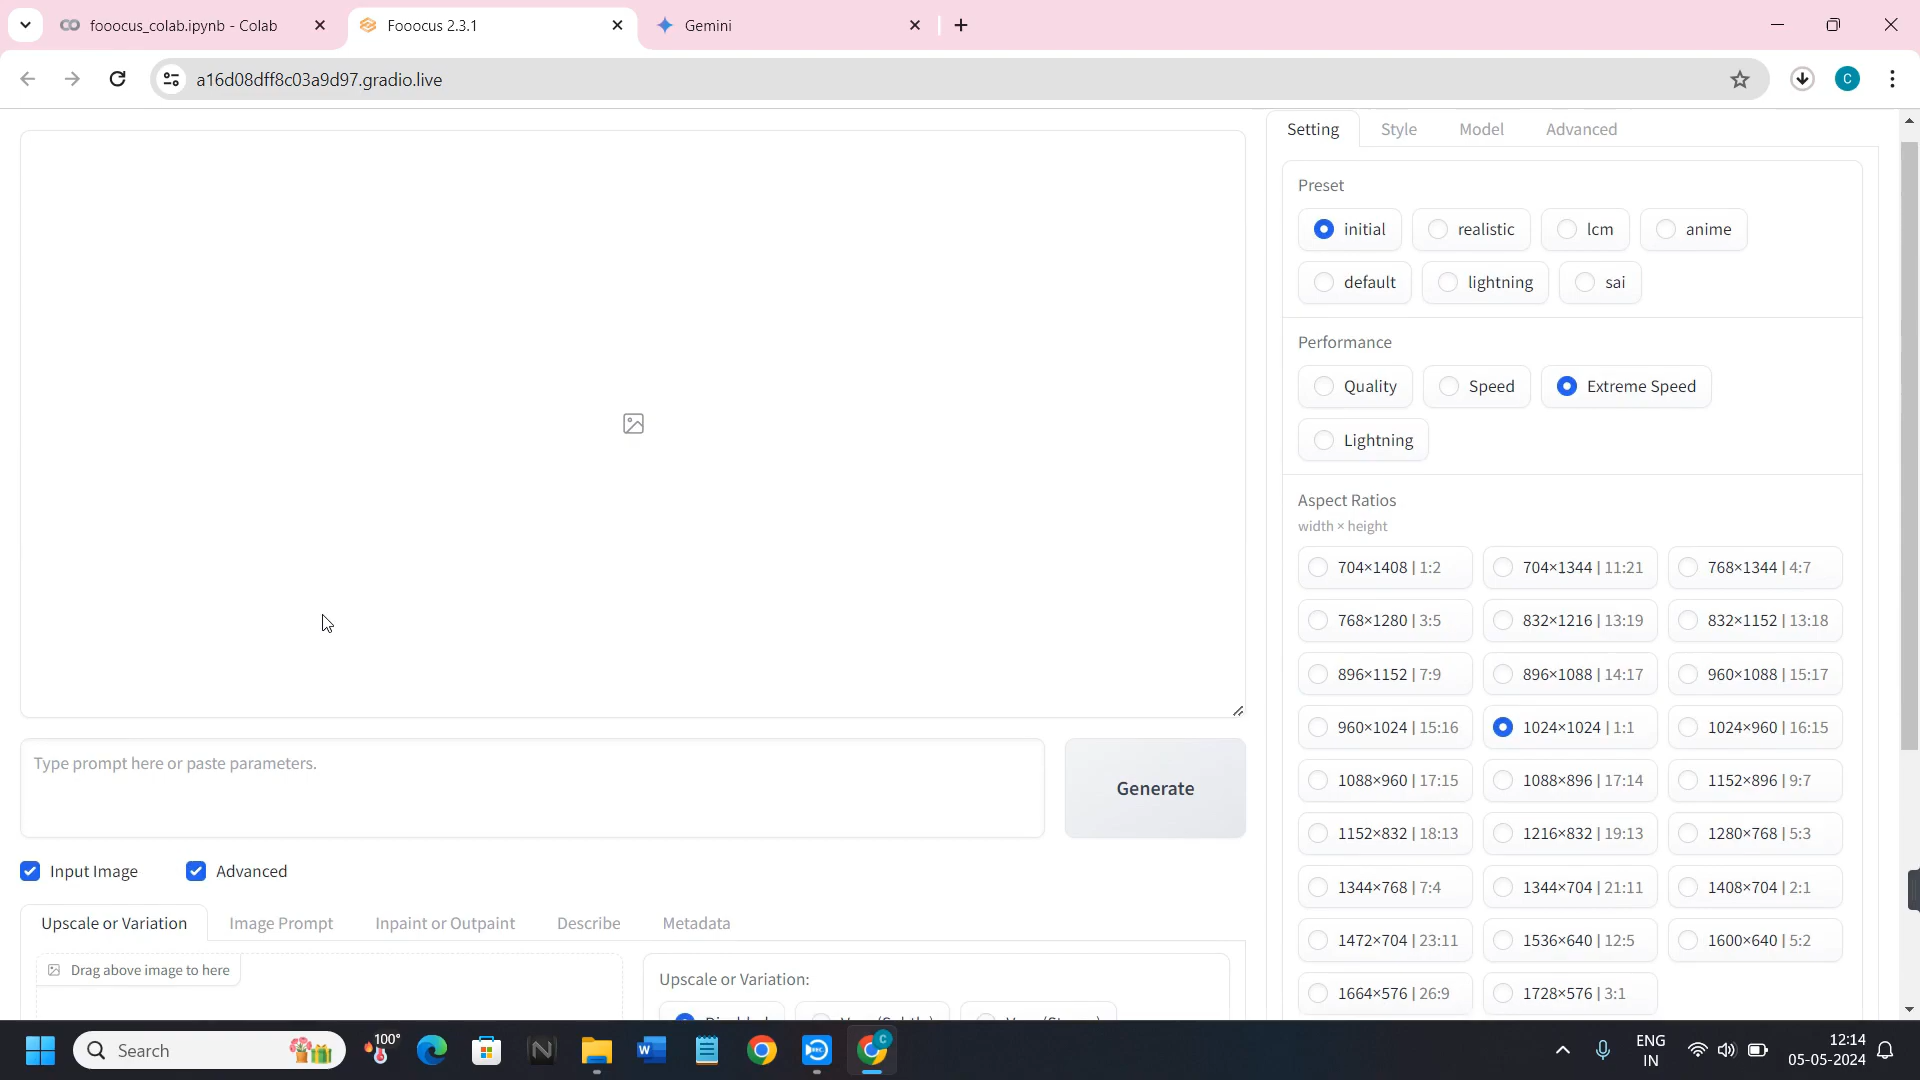 fooocus_colab.ipynb - Colab
Fooocus 2.3.1
Gemini
a16d08dff8c03a9d97.gradio.live
C
Setting Style Model Advanced
Preset
initial realistic lcm anime
default lightning sai
Performance
Quality Speed Extreme Speed
Lightning
Aspect Ratios
width × height
704×1408 | 1:2 704×1344 | 11:21 768×1344 | 4:7
768×1280 | 3:5 832×1216 | 13:19 832×1152 | 13:18
896×1152 | 7:9 896×1088 | 14:17 960×1088 | 15:17
960×1024 | 15:16 1024×1024 | 1:1 1024×960 | 16:15
1088×960 | 17:15 1088×896 | 17:14 1152×896 | 9:7
1152×832 | 18:13 1216×832 | 19:13 1280×768 | 5:3
1344×768 | 7:4 1344×704 | 21:11 1408×704 | 2:1
1472×704 | 23:11 1536×640 | 12:5 1600×640 | 5:2
1664×576 | 26:9 1728×576 | 3:1
Type prompt here or paste parameters.
Generate
Input Image Advanced
Upscale or Variation Image Prompt Inpaint or Outpaint Describe Metadata
Drag above image to here
Upscale or Variation:
Search
100°
C
ENG
IN
12:14
05-05-2024